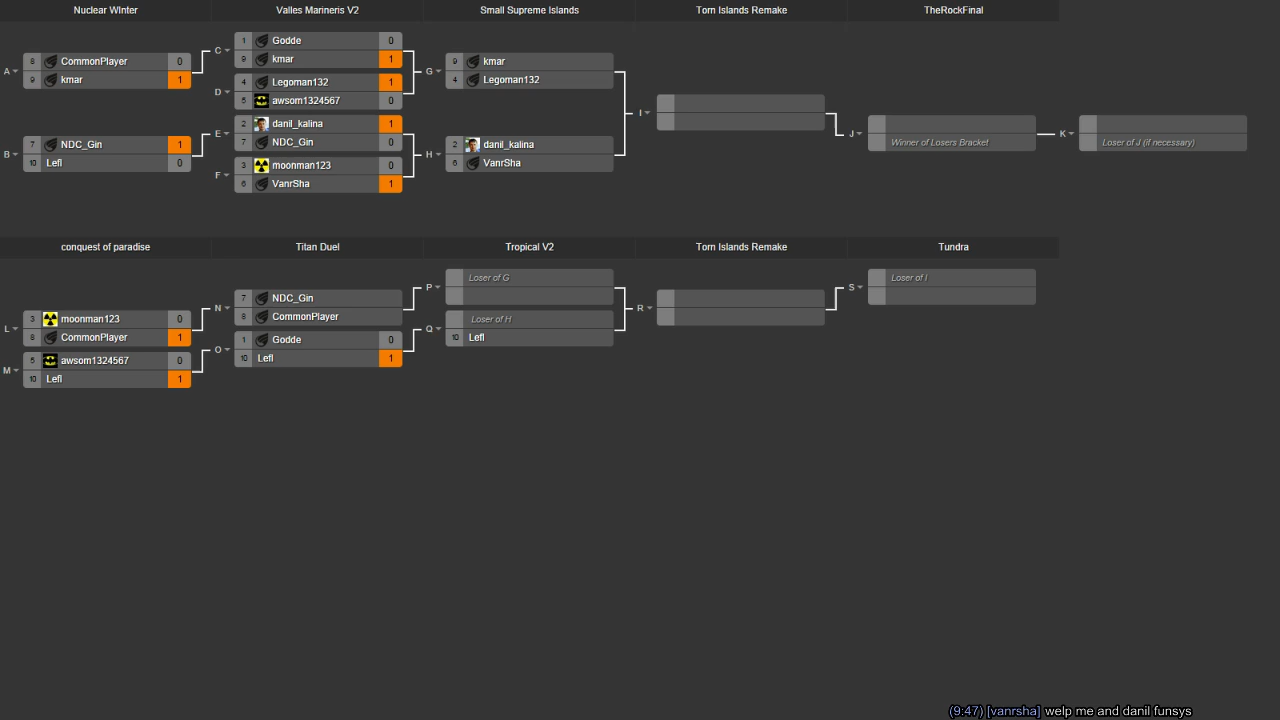 Nuclear Winter
Valles Marineris V2
Small Supreme Islands
Torn Islands Remake
TheRockFinal
A
8 CommonPlayer 0
9 kmar 1
B
7 NDC_Gin 1
10 Lefl 0
C
1 Godde 0
9 kmar 1
D
4 Legoman132 1
5 awsom1324567 0
E
2 danil_kalina 1
7 NDC_Gin 0
F
3 moonman123 0
6 VanrSha 1
G
9 kmar
4 Legoman132
H
2 danil_kalina
6 VanrSha
I
J
Winner of Losers Bracket
K
Loser of J (if necessary)
conquest of paradise
Titan Duel
Tropical V2
Torn Islands Remake
Tundra
L
3 moonman123 0
8 CommonPlayer 1
M
5 awsom1324567 0
10 Lefl 1
N
7 NDC_Gin
8 CommonPlayer
O
1 Godde 0
10 Lefl 1
P
Loser of G
Q
Loser of H
10 Lefl
R
S
Loser of I
(9:47) [vanrsha] welp me and danil funsys